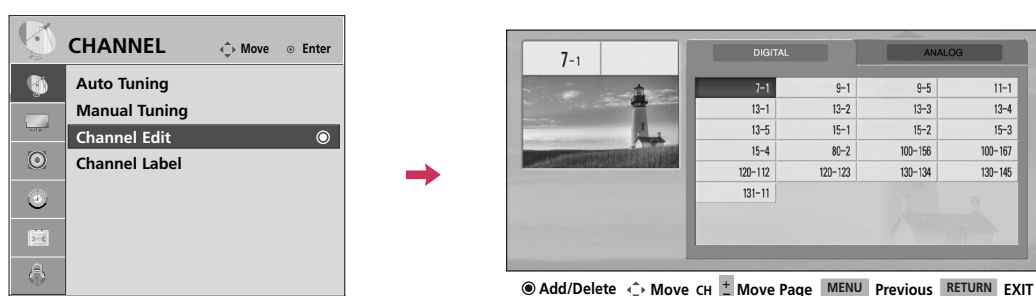 CHANNEL Move Enter
Auto Tuning
Manual Tuning
Channel Edit
Channel Label
7-1
DIGITAL ANALOG
7-1 9-1 9-5 11-1
13-1 13-2 13-3 13-4
13-5 15-1 15-2 15-3
15-4 80-2 100-156 100-167
120-112 120-123 130-134 130-145
131-11
Add/Delete Move CH + - Move Page MENU Previous RETURN EXIT